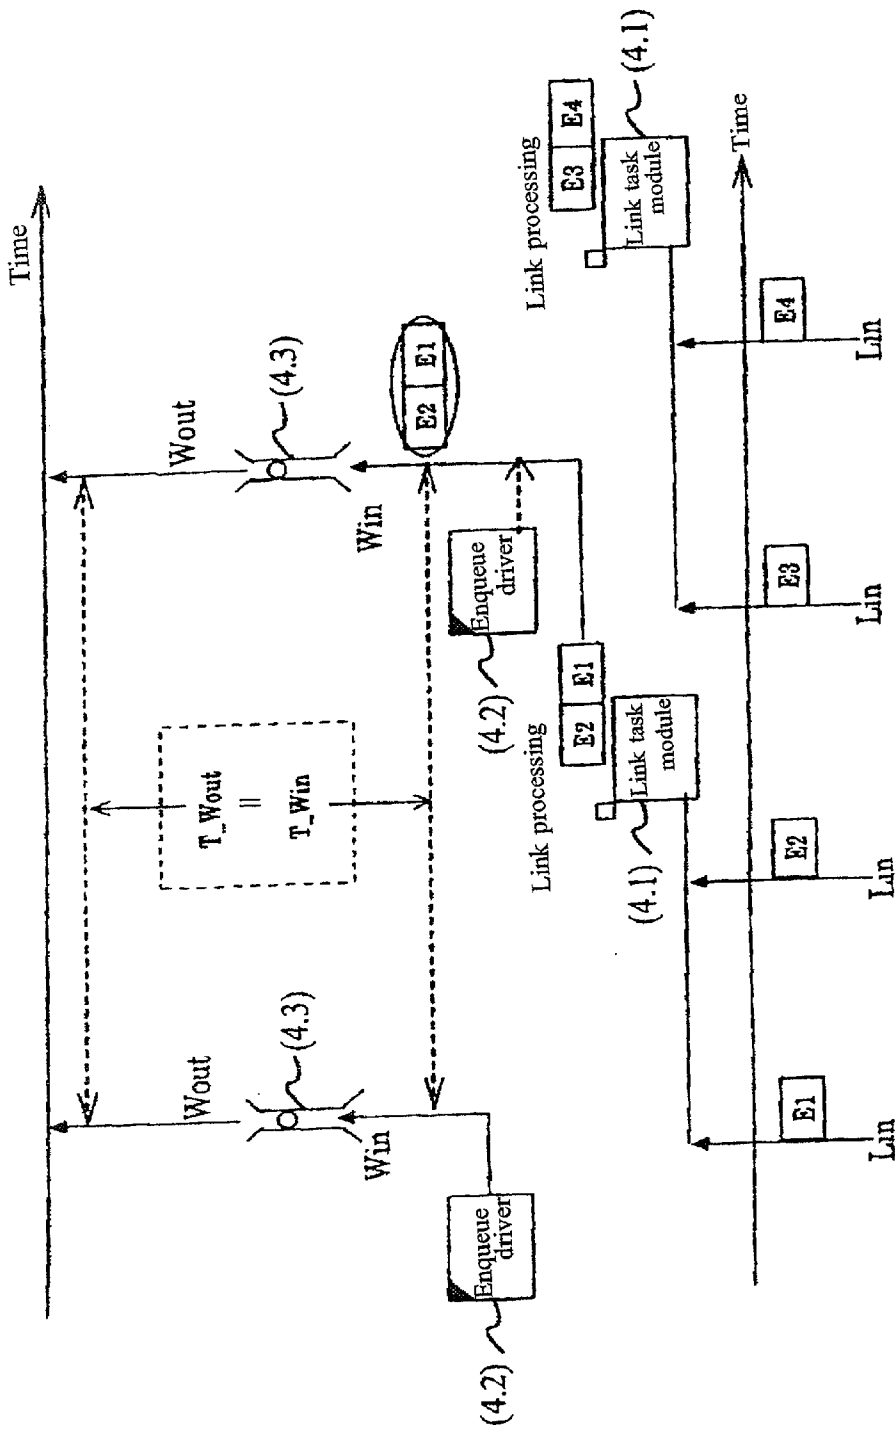 Time
Wout
Wout
T_Wout
=
T_Win
(4.3)
(4.3)
Win
Win
E2 E1
(4.2)
Enqueue
driver
(4.2)
Enqueue
driver
Link processing
E2 E1
Link processing
E3 E4
(4.1)
Link task
module
(4.1)
Link task
module
Time
E1
E2
E3
E4
Lin
Lin
Lin
Lin